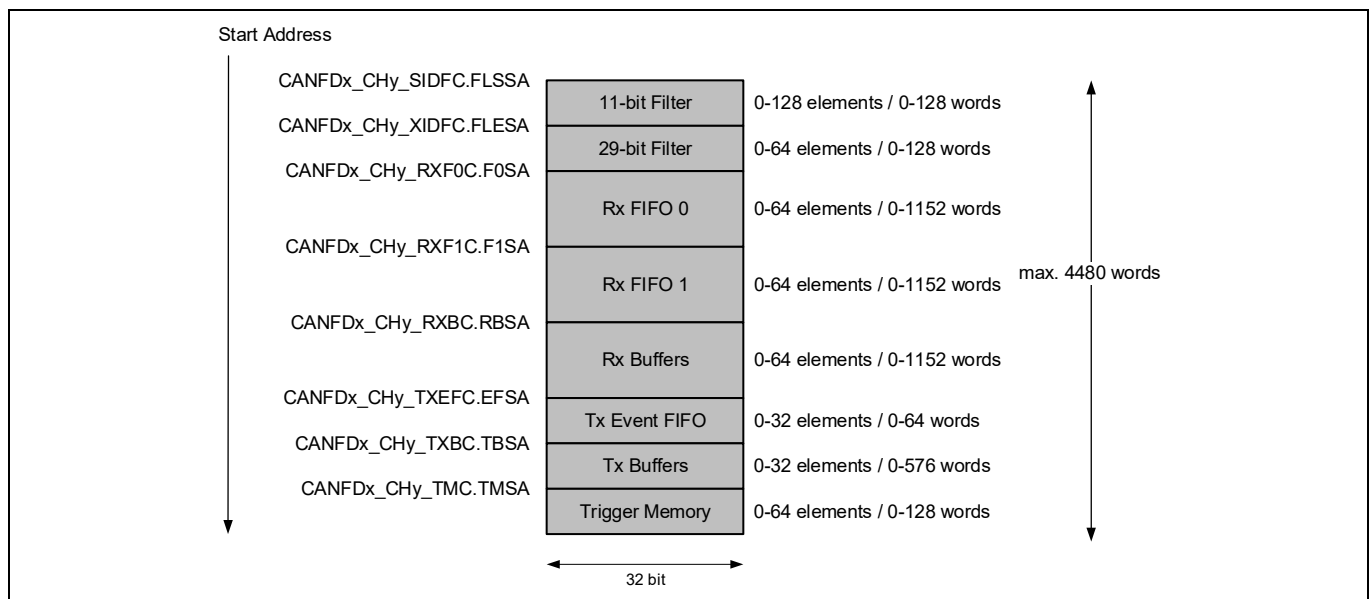 Start Address
CANFDx_CHy_SIDFC.FLSSA
11-bit Filter
0-128 elements / 0-128 words
CANFDx_CHy_XIDFC.FLESA
29-bit Filter
0-64 elements / 0-128 words
CANFDx_CHy_RXF0C.F0SA
Rx FIFO 0
0-64 elements / 0-1152 words
CANFDx_CHy_RXF1C.F1SA
Rx FIFO 1
0-64 elements / 0-1152 words
max. 4480 words
CANFDx_CHy_RXBC.RBSA
Rx Buffers
0-64 elements / 0-1152 words
CANFDx_CHy_TXEFC.EFSA
Tx Event FIFO
0-32 elements / 0-64 words
CANFDx_CHy_TXBC.TBSA
Tx Buffers
0-32 elements / 0-576 words
CANFDx_CHy_TMC.TMSA
Trigger Memory
0-64 elements / 0-128 words
32 bit